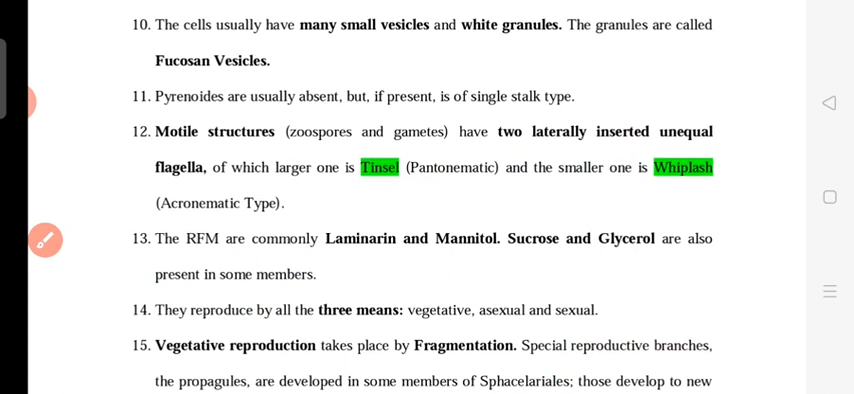 10. The cells usually have many small vesicles and white granules. The granules are called
Fucosan Vesicles.
11. Pyrenoides are usually absent, but, if present, is of single stalk type.
12. Motile structures (zoospores and gametes) have two laterally inserted unequal
flagella, of which larger one is Tinsel (Pantonematic) and the smaller one is Whiplash
(Acronematic Type).
13. The RFM are commonly Laminarin and Mannitol. Sucrose and Glycerol are also
present in some members.
14. They reproduce by all the three means: vegetative, asexual and sexual.
15. Vegetative reproduction takes place by Fragmentation. Special reproductive branches,
the propagules, are developed in some members of Sphacelariales; those develop to new